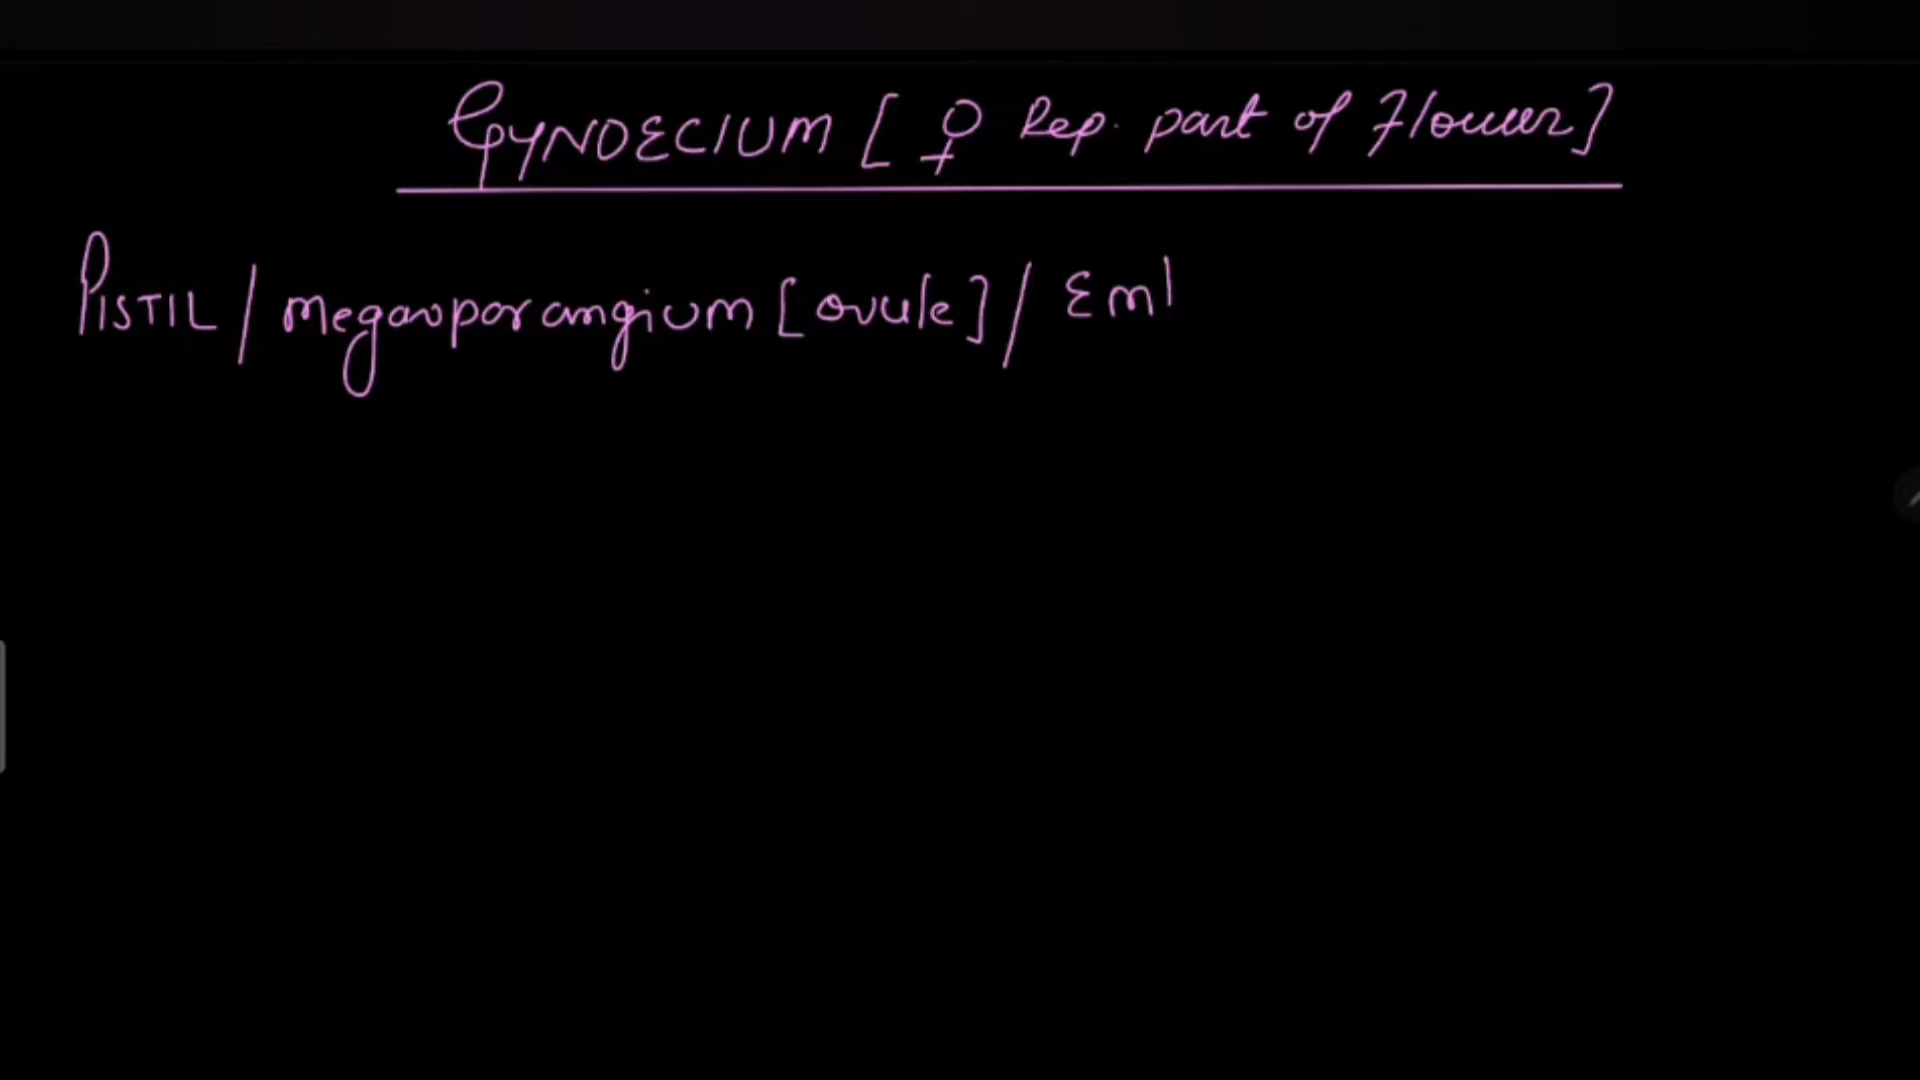 GYNOECIUM [ ♀ Rep. part of Flower]
PISTIL / Megasporangium [ovule] / Eml